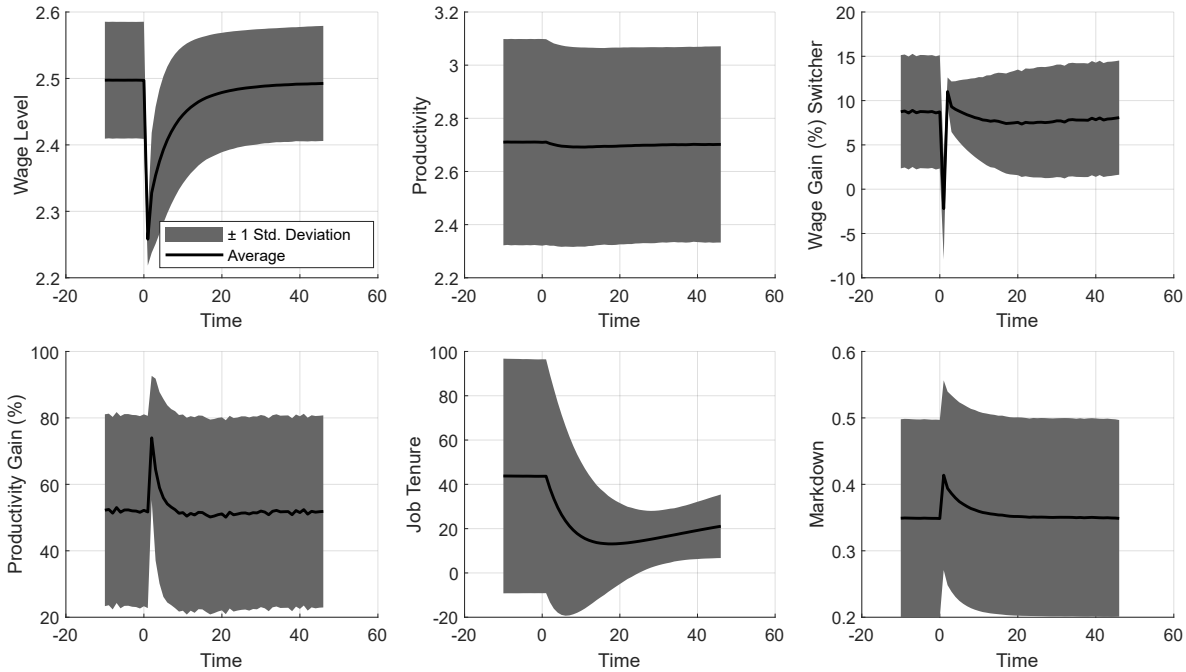 2.6
2.5
2.4
2.3
2.2
-20 0 20 40 60
Wage Level
Time
± 1 Std. Deviation
Average
3.2
3
2.8
2.6
2.4
2.2
-20 0 20 40 60
Productivity
Time
20
15
10
5
0
-5
-10
-20 0 20 40 60
Wage Gain (%) Switcher
Time
100
80
60
40
20
-20 0 20 40 60
Productivity Gain (%)
Time
100
80
60
40
20
0
-20
-20 0 20 40 60
Job Tenure
Time
0.6
0.5
0.4
0.3
0.2
-20 0 20 40 60
Markdown
Time